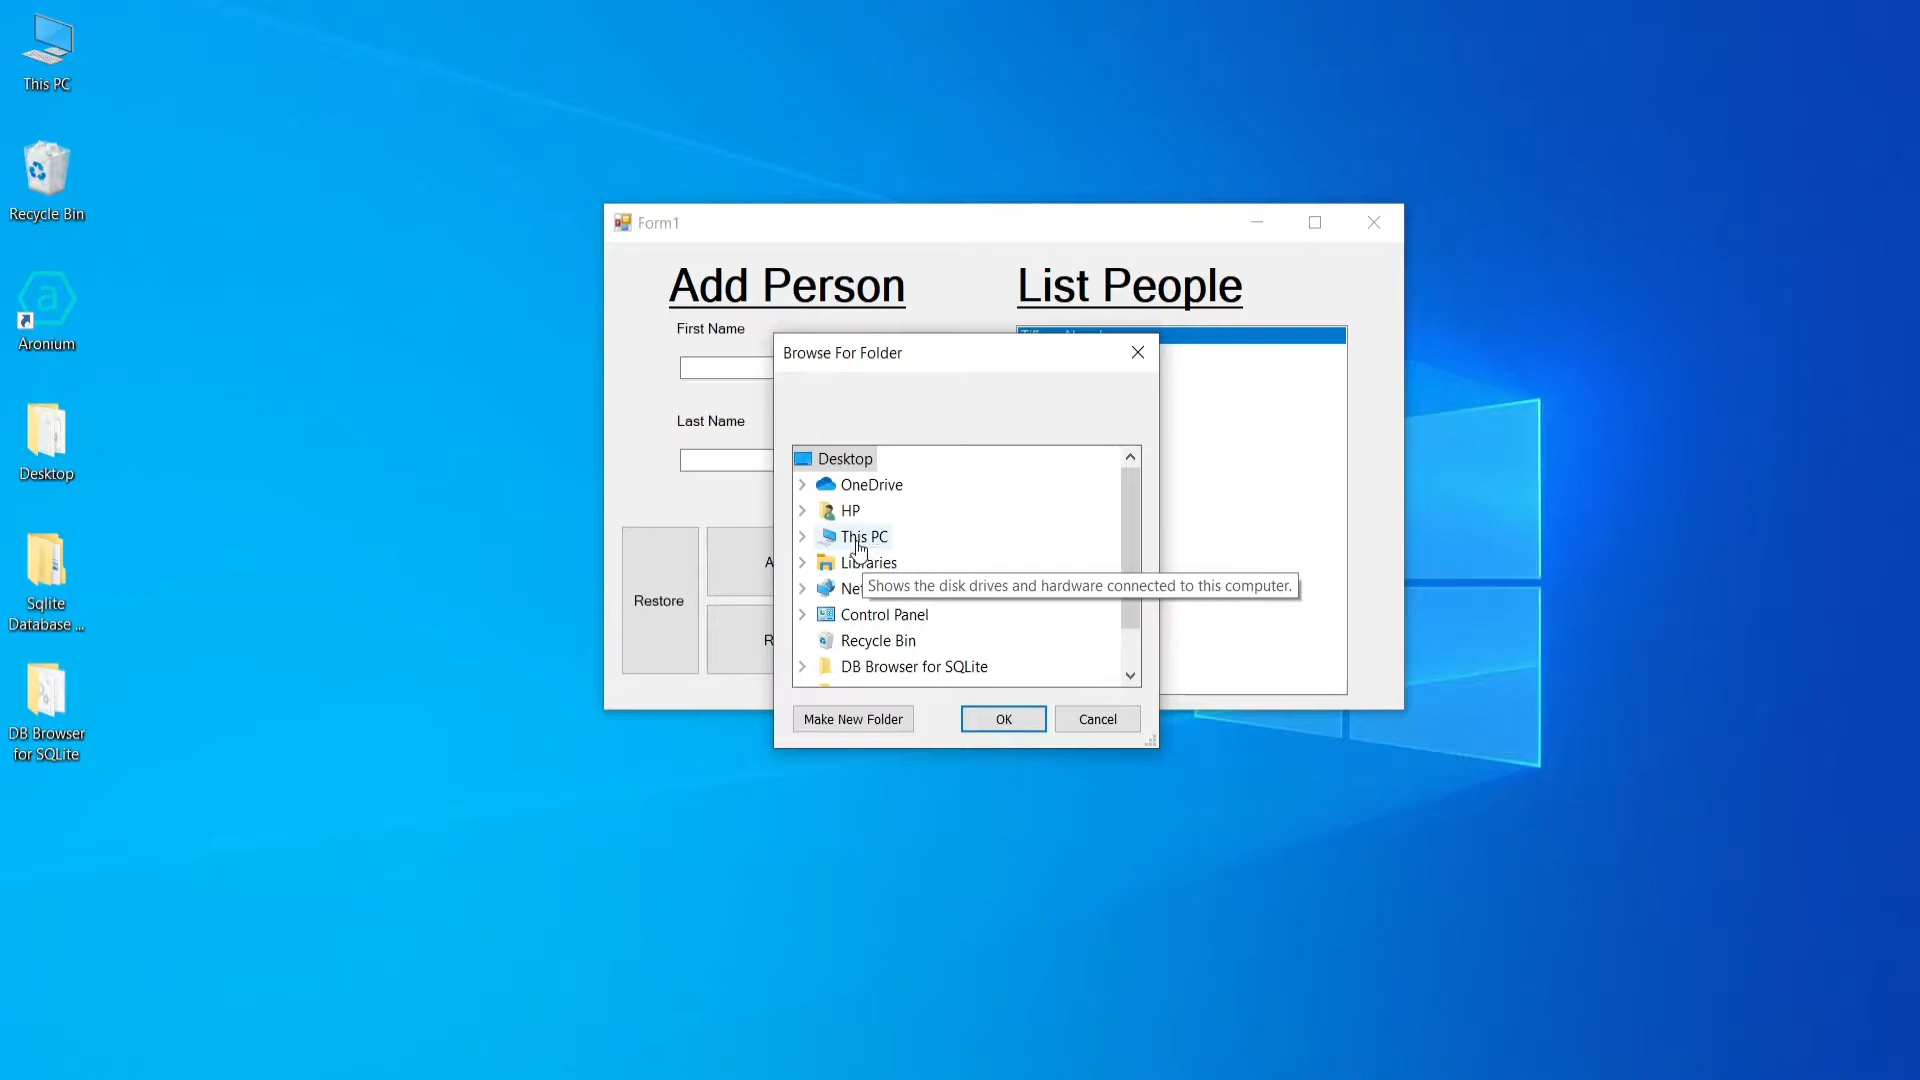 This PC
Recycle Bin
Aronium
Desktop
Sqlite
Database ...
DB Browser
for SQLite
Form1
Add Person
List People
First Name
Last Name
Restore
A
R
Browse For Folder
Desktop
OneDrive
HP
This PC
Libraries
Ne
Shows the disk drives and hardware connected to this computer.
Control Panel
Recycle Bin
DB Browser for SQLite
Make New Folder
OK
Cancel